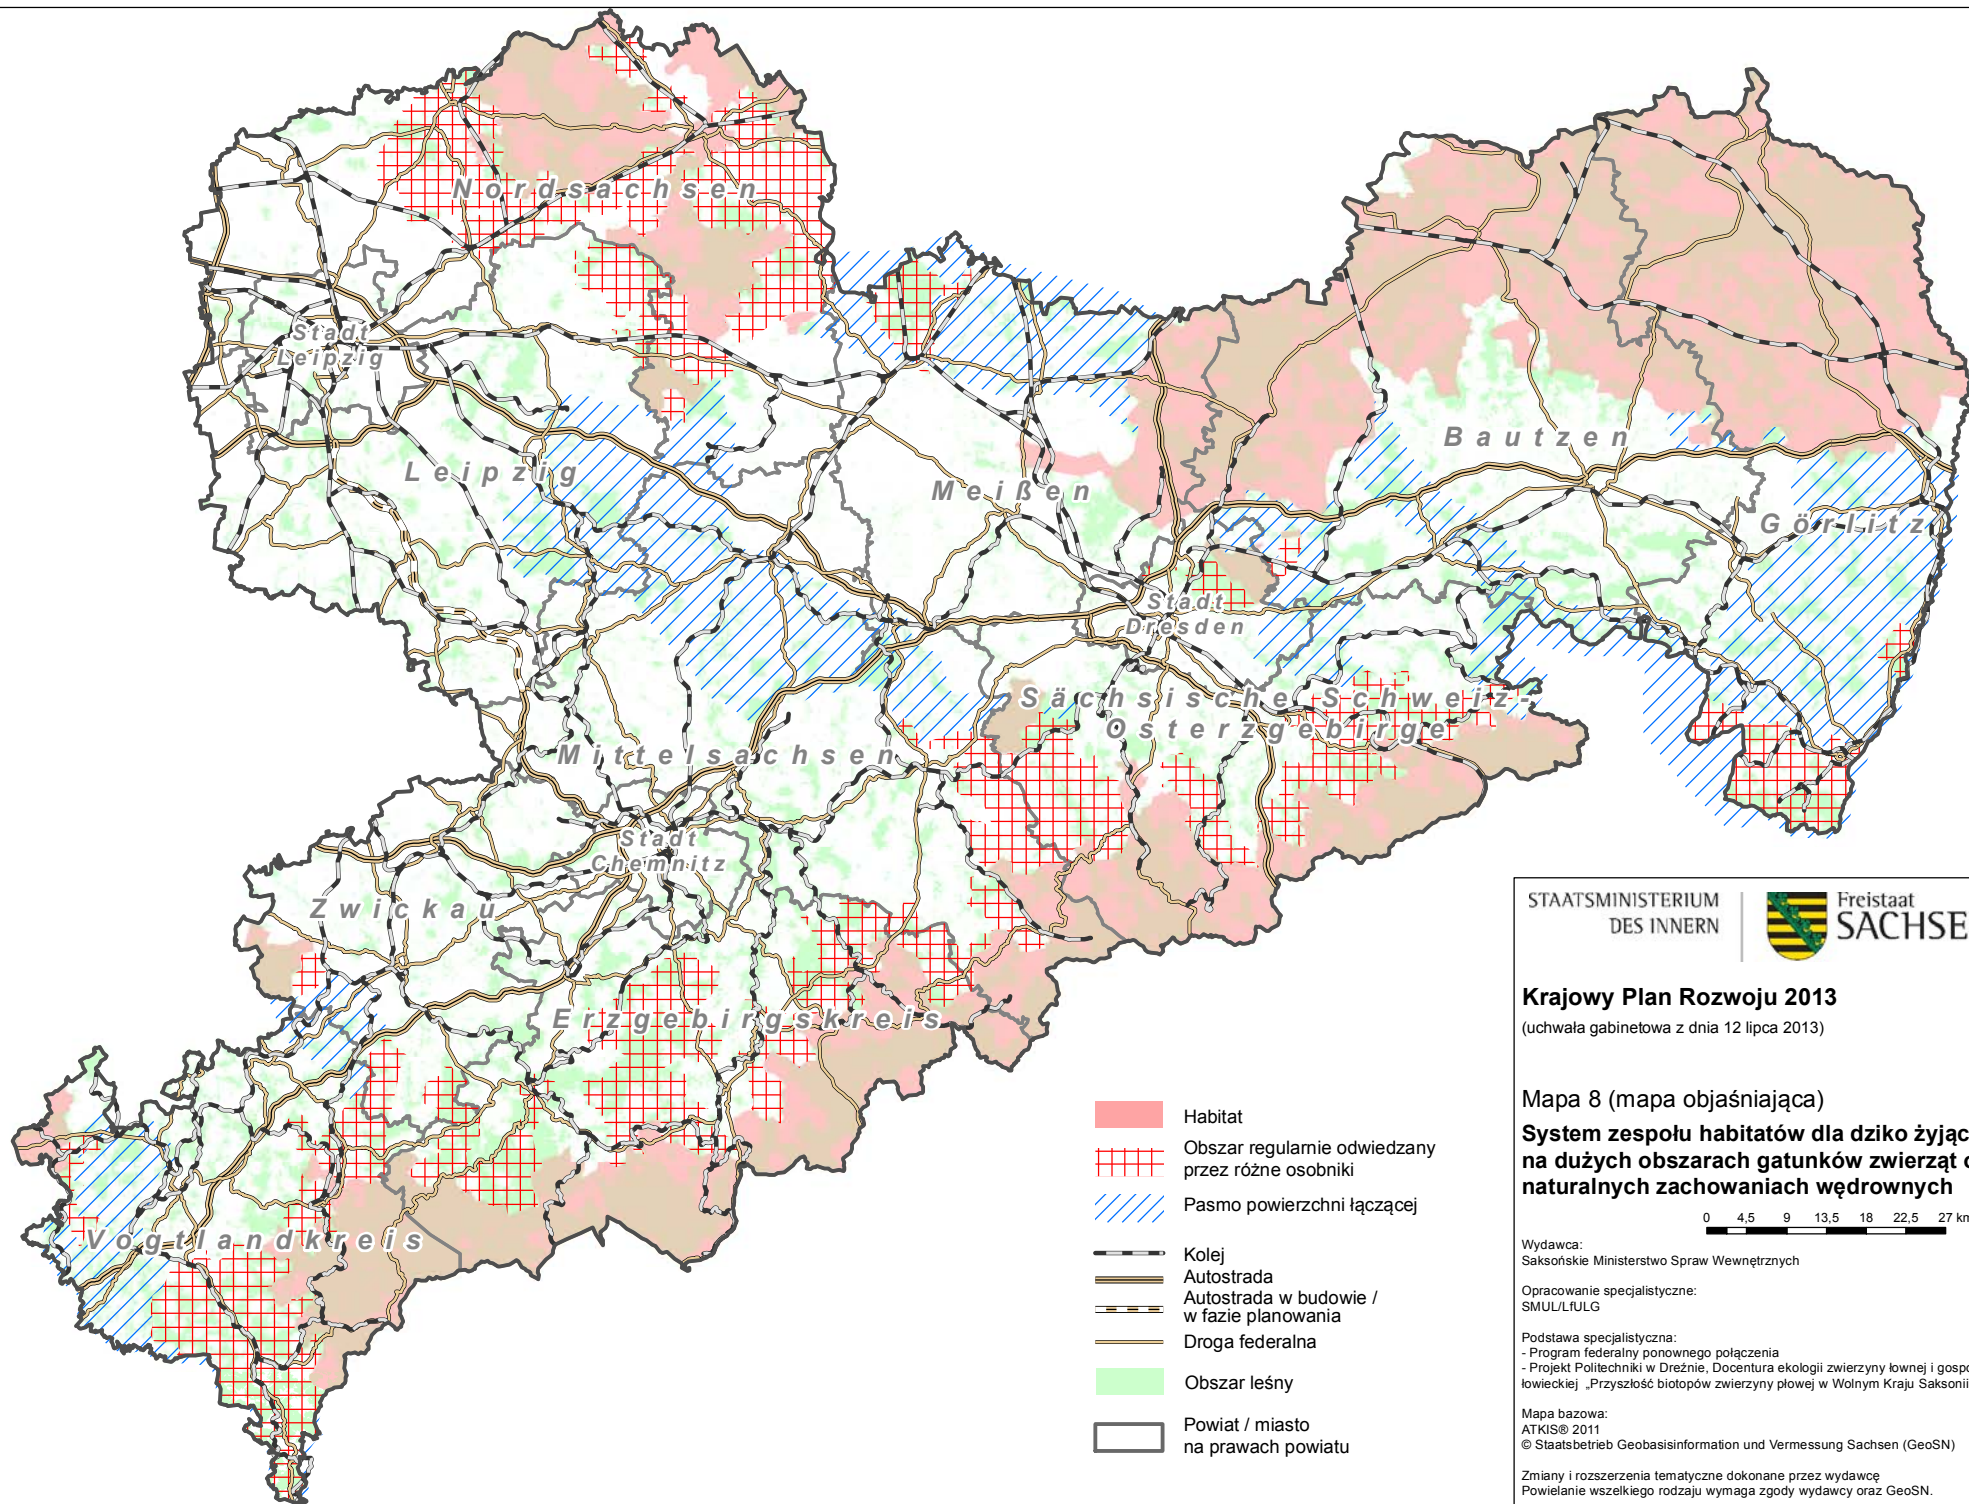 Nordsachsen
Stadt
Leipzig
Leipzig
Meißen
Bautzen
Görlitz
Stadt
Dresden
Sächsische Schweiz-
Osterzgebirge
Mittelsachsen
Stadt
Chemnitz
Zwickau
Erzgebirgskreis
Vogtlandkreis
Habitat
Obszar regularnie odwiedzany
przez różne osobniki
Pasmo powierzchni łączącej
Kolej
Autostrada
Autostrada w budowie /
w fazie planowania
Droga federalna
Obszar leśny
Powiat / miasto
na prawach powiatu
STAATSMINISTERIUM
DES INNERN
Freistaat
SACHSE
Krajowy Plan Rozwoju 2013
(uchwała gabinetowa z dnia 12 lipca 2013)
Mapa 8 (mapa objaśniająca)
System zespołu habitatów dla dziko żyjąc
na dużych obszarach gatunków zwierząt o
naturalnych zachowaniach wędrownych
0 4,5 9 13,5 18 22,5 27 km
Wydawca:
Saksońskie Ministerstwo Spraw Wewnętrznych
Opracowanie specjalistyczne:
SMUL/LfULG
Podstawa specjalistyczna:
- Program federalny ponownego połączenia
- Projekt Politechniki w Dreźnie, Docentura ekologii zwierzyny łownej i gospo
łowieckiej „Przyszłość biotopów zwierzyny płowej w Wolnym Kraju Saksonii
Mapa bazowa:
ATKIS® 2011
© Staatsbetrieb Geobasisinformation und Vermessung Sachsen (GeoSN)
Zmiany i rozszerzenia tematyczne dokonane przez wydawcę
Powielanie wszelkiego rodzaju wymaga zgody wydawcy oraz GeoSN.